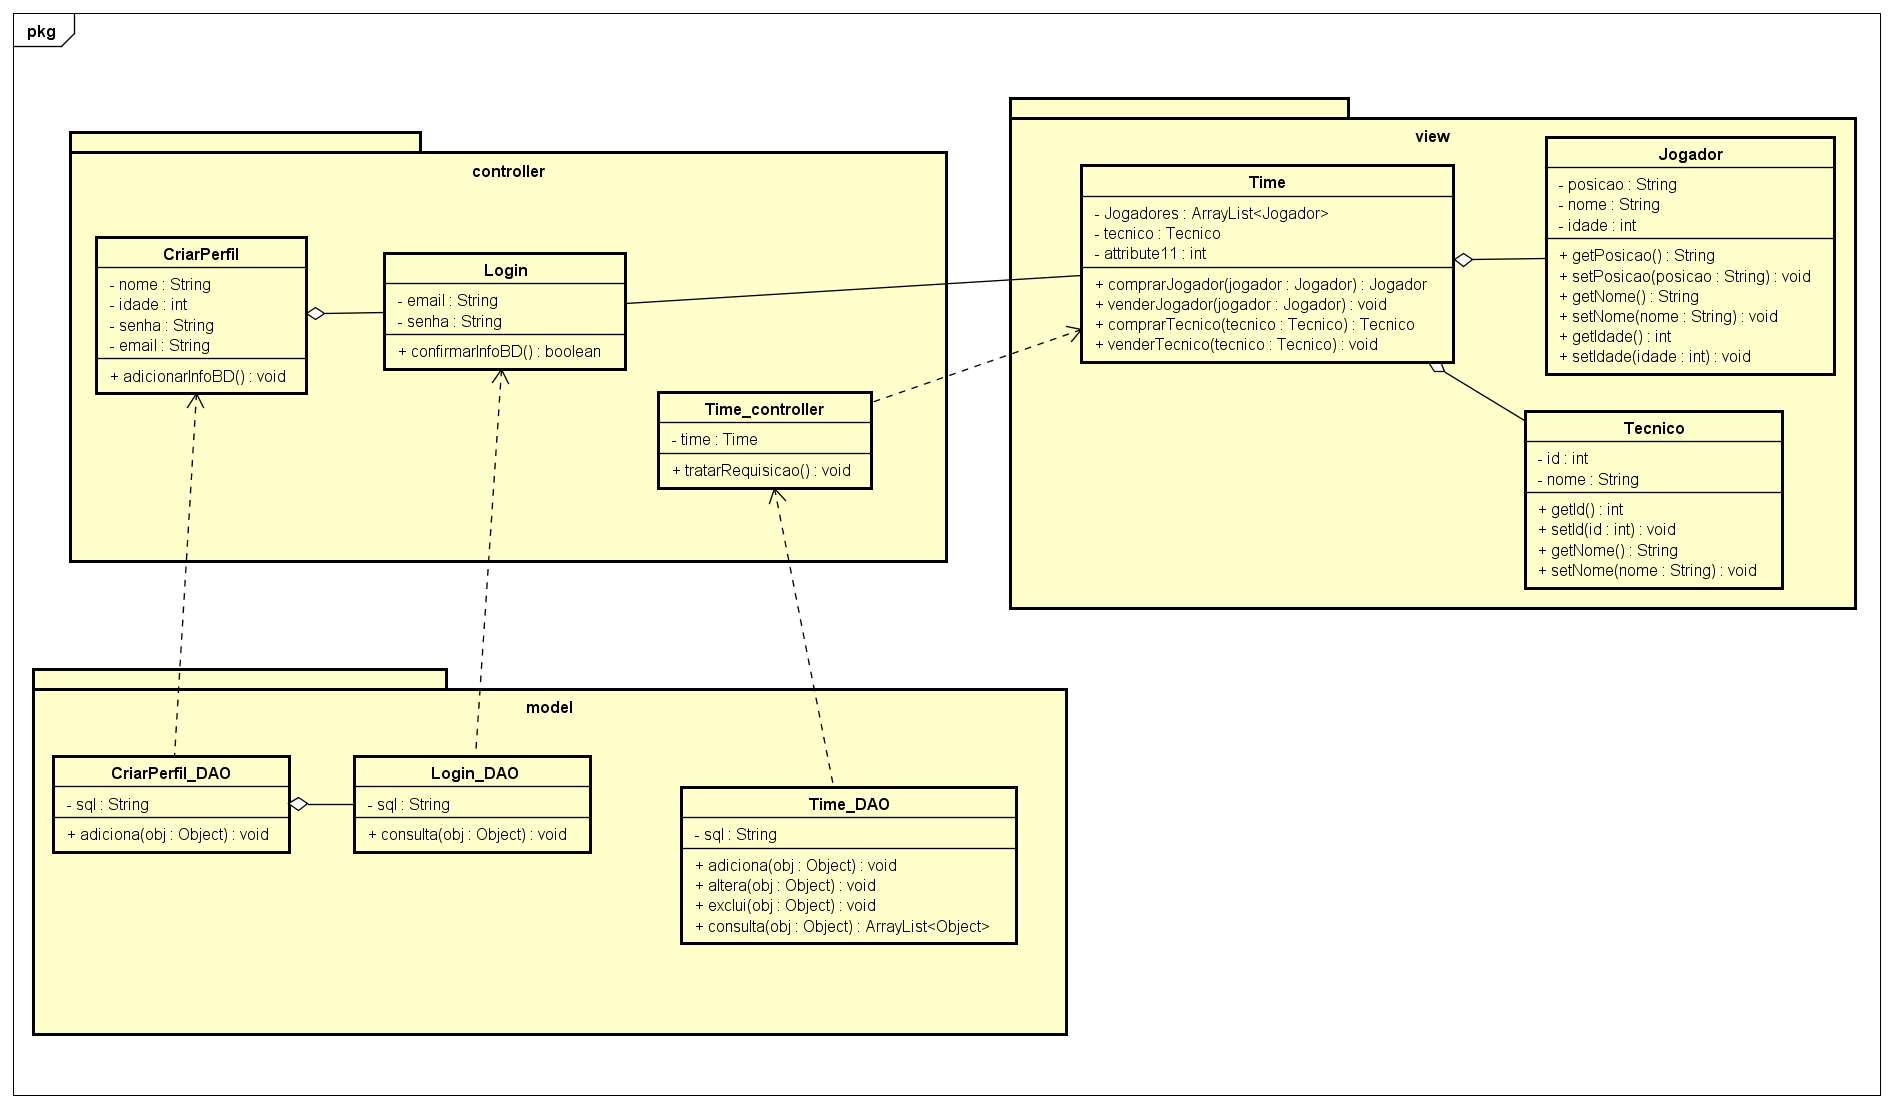 pkg
controller
CriarPerfil
- nome : String
- idade : int
- senha : String
- email : String
+ adicionarInfoBD() : void
Login
- email : String
- senha : String
+ confirmarInfoBD() : boolean
Time_controller
- time : Time
+ tratarRequisicao() : void
view
Time
- Jogadores : ArrayList<Jogador>
- tecnico : Tecnico
- attribute11 : int
+ comprarJogador(jogador : Jogador) : Jogador
+ venderJogador(jogador : Jogador) : void
+ comprarTecnico(tecnico : Tecnico) : Tecnico
+ venderTecnico(tecnico : Tecnico) : void
Jogador
- posicao : String
- nome : String
- idade : int
+ getPosicao() : String
+ setPosicao(posicao : String) : void
+ getNome() : String
+ setNome(nome : String) : void
+ getIdade() : int
+ setIdade(idade : int) : void
Tecnico
- id : int
- nome : String
+ getId() : int
+ setId(id : int) : void
+ getNome() : String
+ setNome(nome : String) : void
model
CriarPerfil_DAO
- sql : String
+ adiciona(obj : Object) : void
Login_DAO
- sql : String
+ consulta(obj : Object) : void
Time_DAO
- sql : String
+ adiciona(obj : Object) : void
+ altera(obj : Object) : void
+ exclui(obj : Object) : void
+ consulta(obj : Object) : ArrayList<Object>